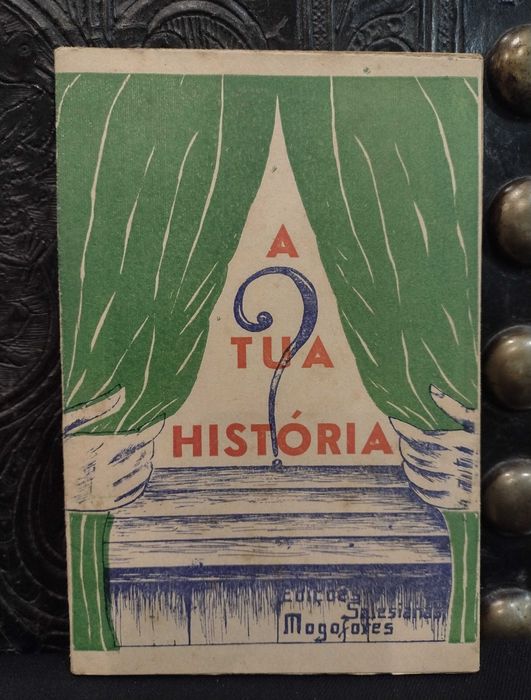 A
TUA
?
HISTÓRIA
Edições
Salesianas
Mogofores